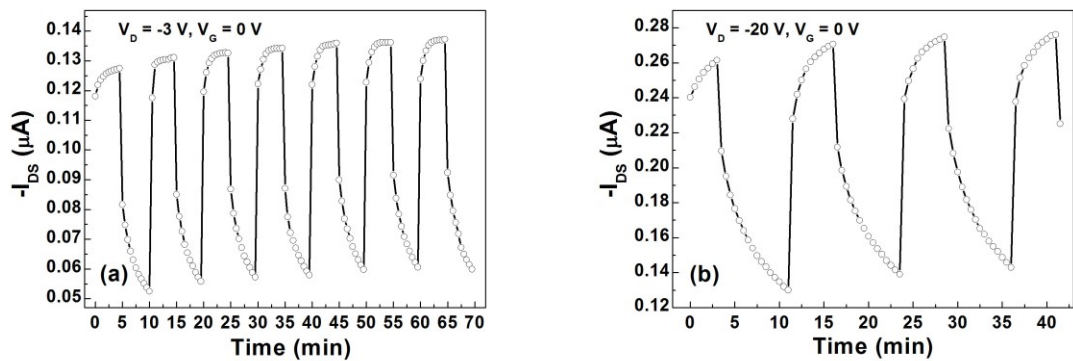 V_D = -3 V, V_G = 0 V
0.14
0.13
0.12
0.11
0.10
0.09
0.08
0.07
0.06
0.05
-I_DS (µA)
(a)
0 5 10 15 20 25 30 35 40 45 50 55 60 65 70
Time (min)
V_D = -20 V, V_G = 0 V
0.28
0.26
0.24
0.22
0.20
0.18
0.16
0.14
0.12
-I_DS (µA)
(b)
0 5 10 15 20 25 30 35 40
Time (min)